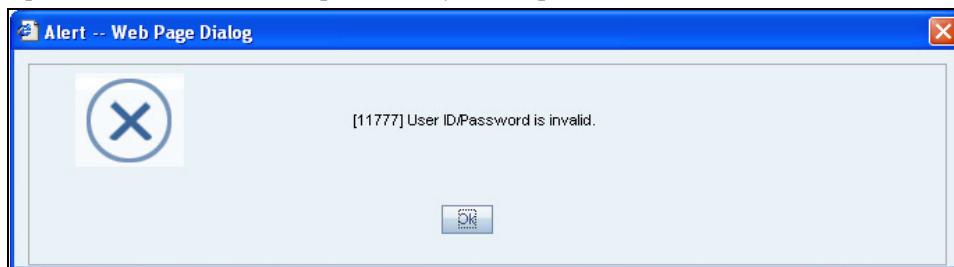 Alert -- Web Page Dialog
[11777] User ID/Password is invalid.
Ok